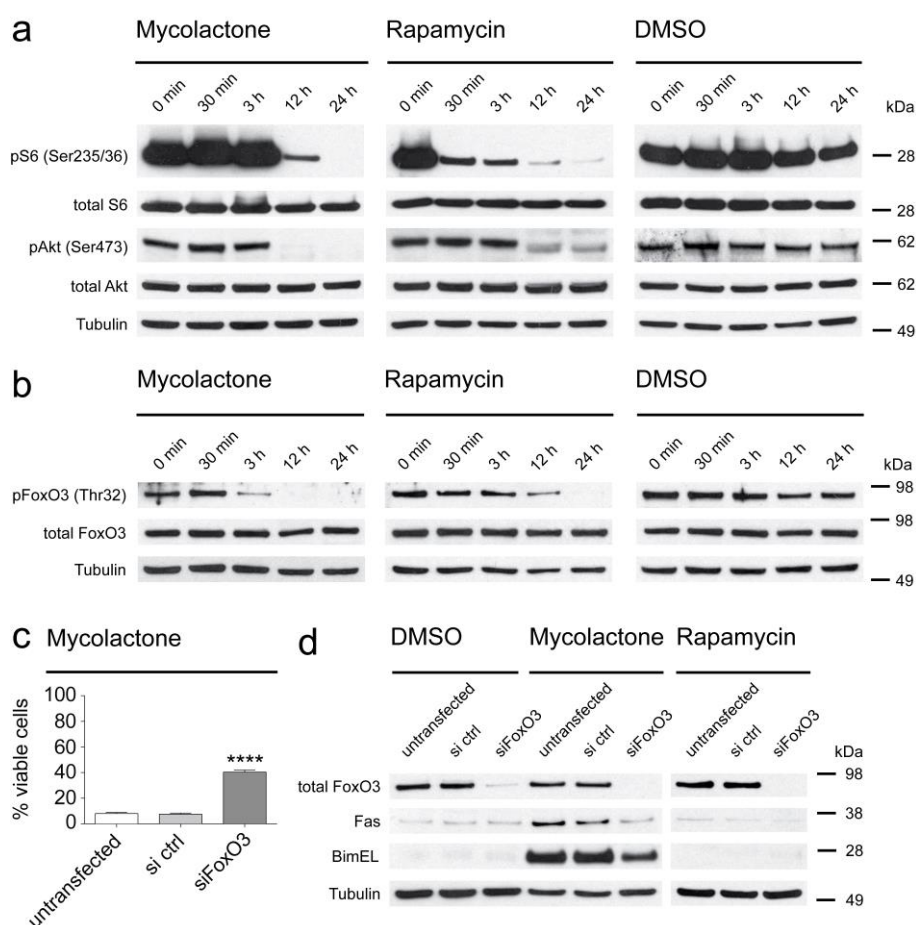 a
Mycolactone Rapamycin DMSO
0 min 30 min 3 h 12 h 24 h 0 min 30 min 3 h 12 h 24 h 0 min 30 min 3 h 12 h 24 h
kDa
pS6 (Ser235/36) 28
total S6 28
pAkt (Ser473) 62
total Akt 62
Tubulin 49
b
Mycolactone Rapamycin DMSO
0 min 30 min 3 h 12 h 24 h 0 min 30 min 3 h 12 h 24 h 0 min 30 min 3 h 12 h 24 h
kDa
pFoxO3 (Thr32) 98
total FoxO3 98
Tubulin 49
c Mycolactone
% viable cells
100
80
60
40
20
0
****
untransfected si ctrl siFoxO3
d
DMSO Mycolactone Rapamycin
untransfected si ctrl siFoxO3 untransfected si ctrl siFoxO3 untransfected si ctrl siFoxO3
kDa
total FoxO3 98
Fas 38
BimEL 28
Tubulin 49